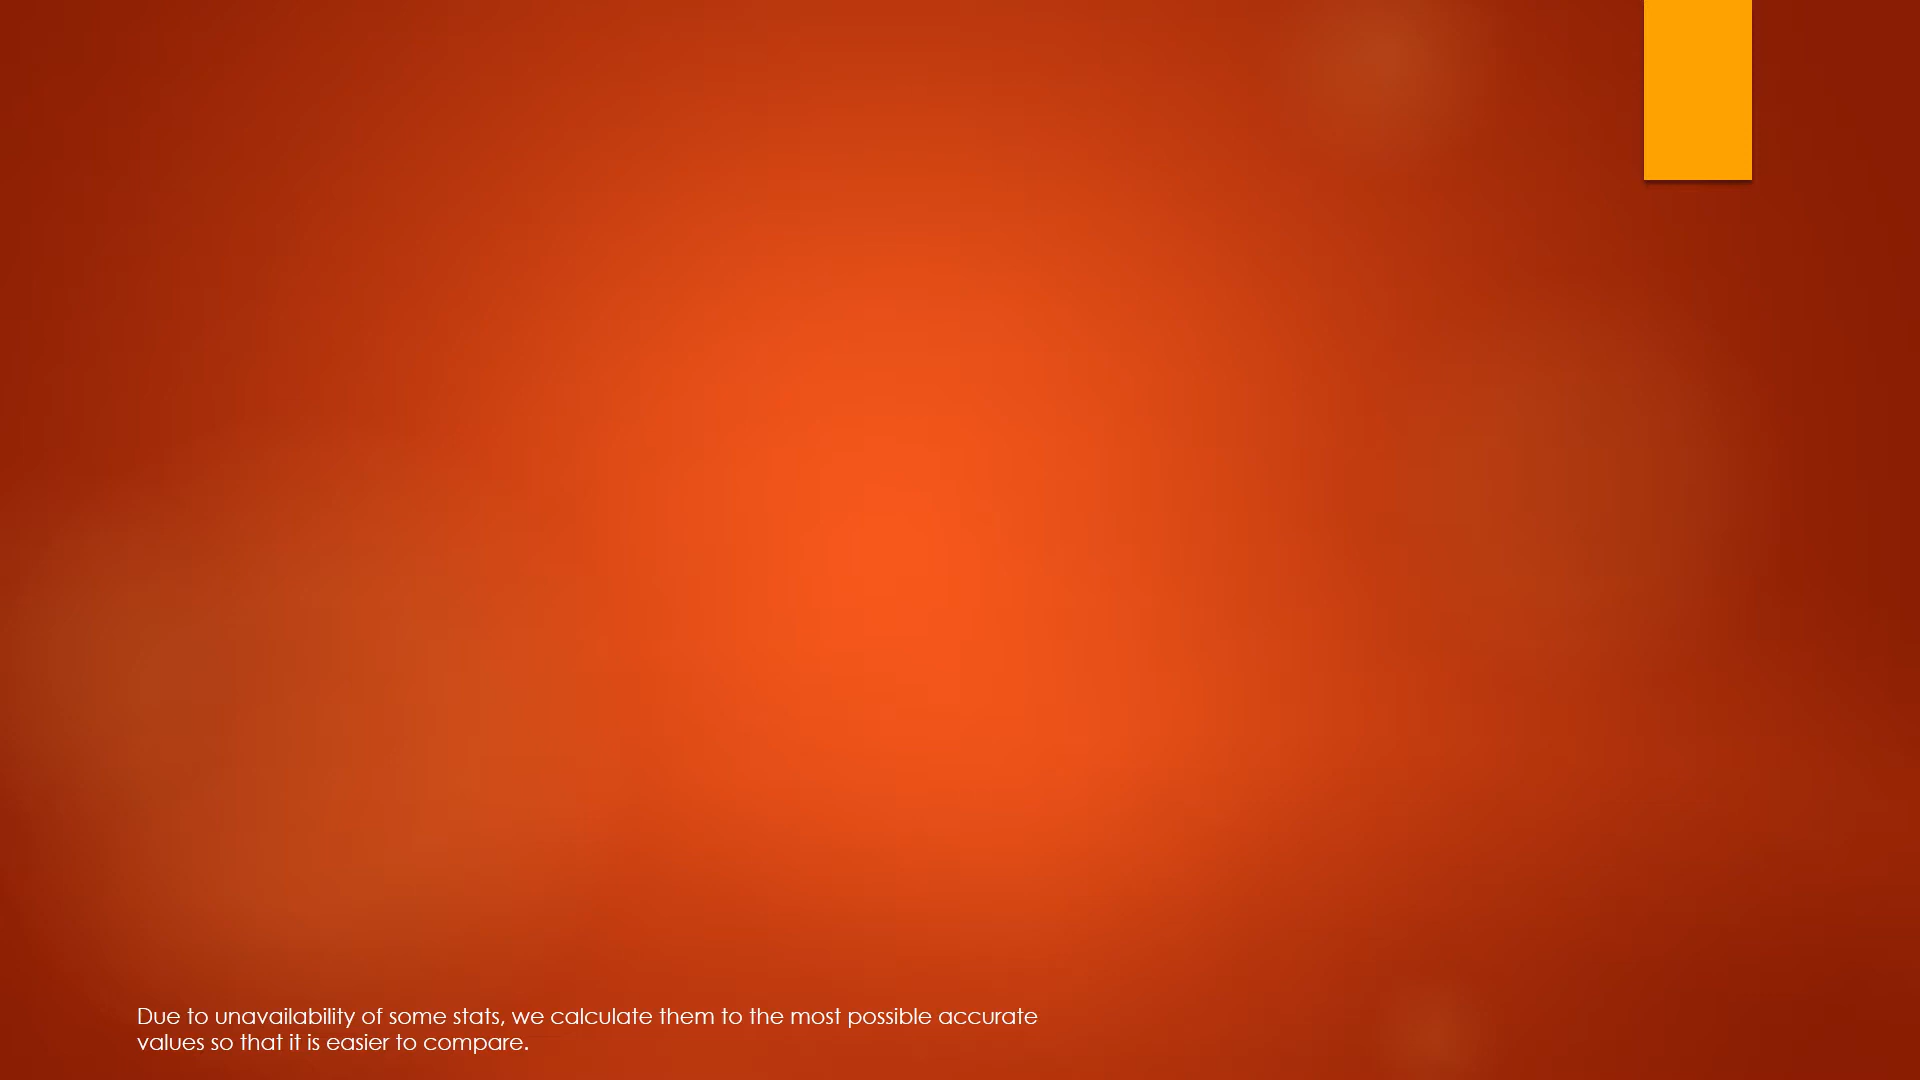 Due to unavailability of some stats, we calculate them to the most possible accurate
values so that it is easier to compare.